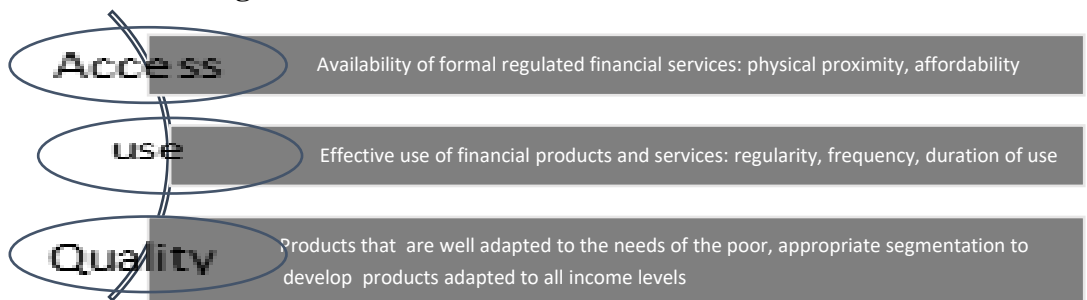 Access
Availability of formal regulated financial services: physical proximity, affordability
use
Effective use of financial products and services: regularity, frequency, duration of use
Quality
Products that are well adapted to the needs of the poor, appropriate segmentation to
develop products adapted to all income levels